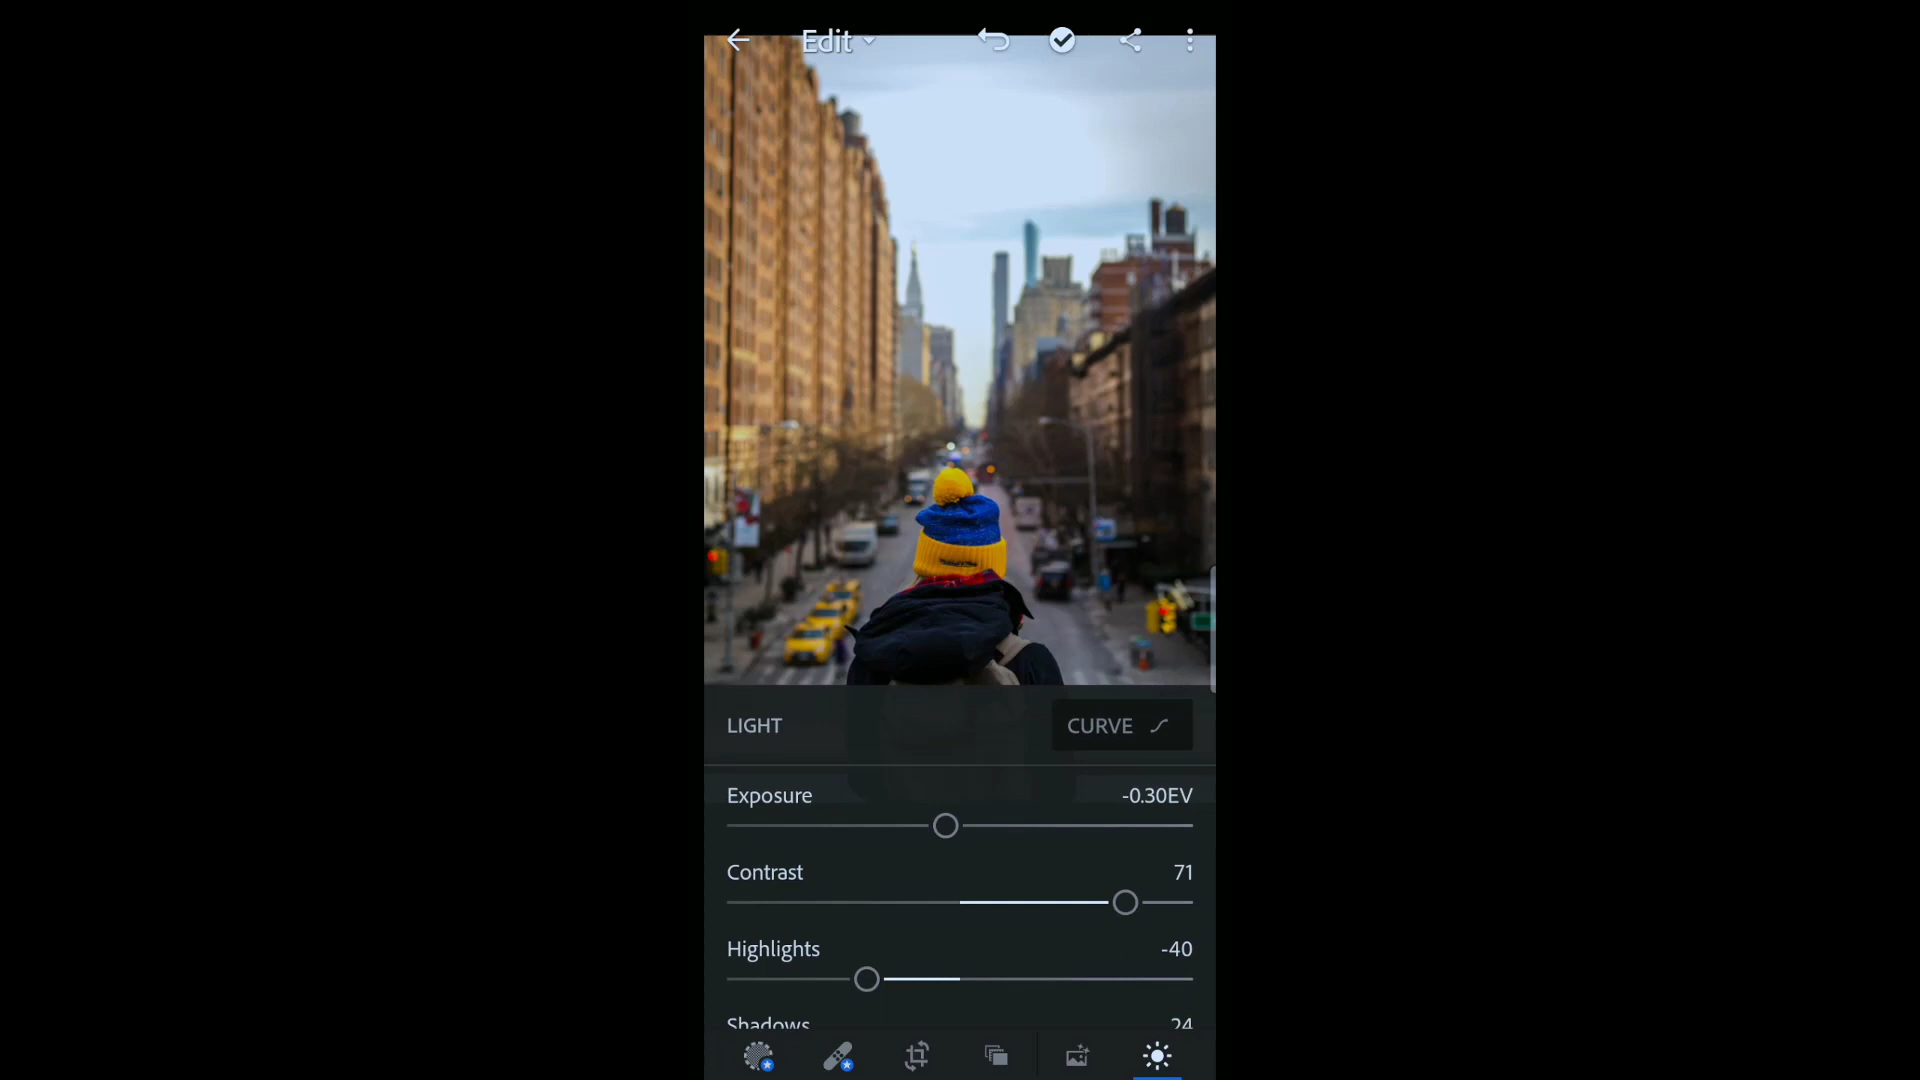 Edit
LIGHT
CURVE
Exposure -0.30EV
Contrast 71
Highlights -40
Shadows 24